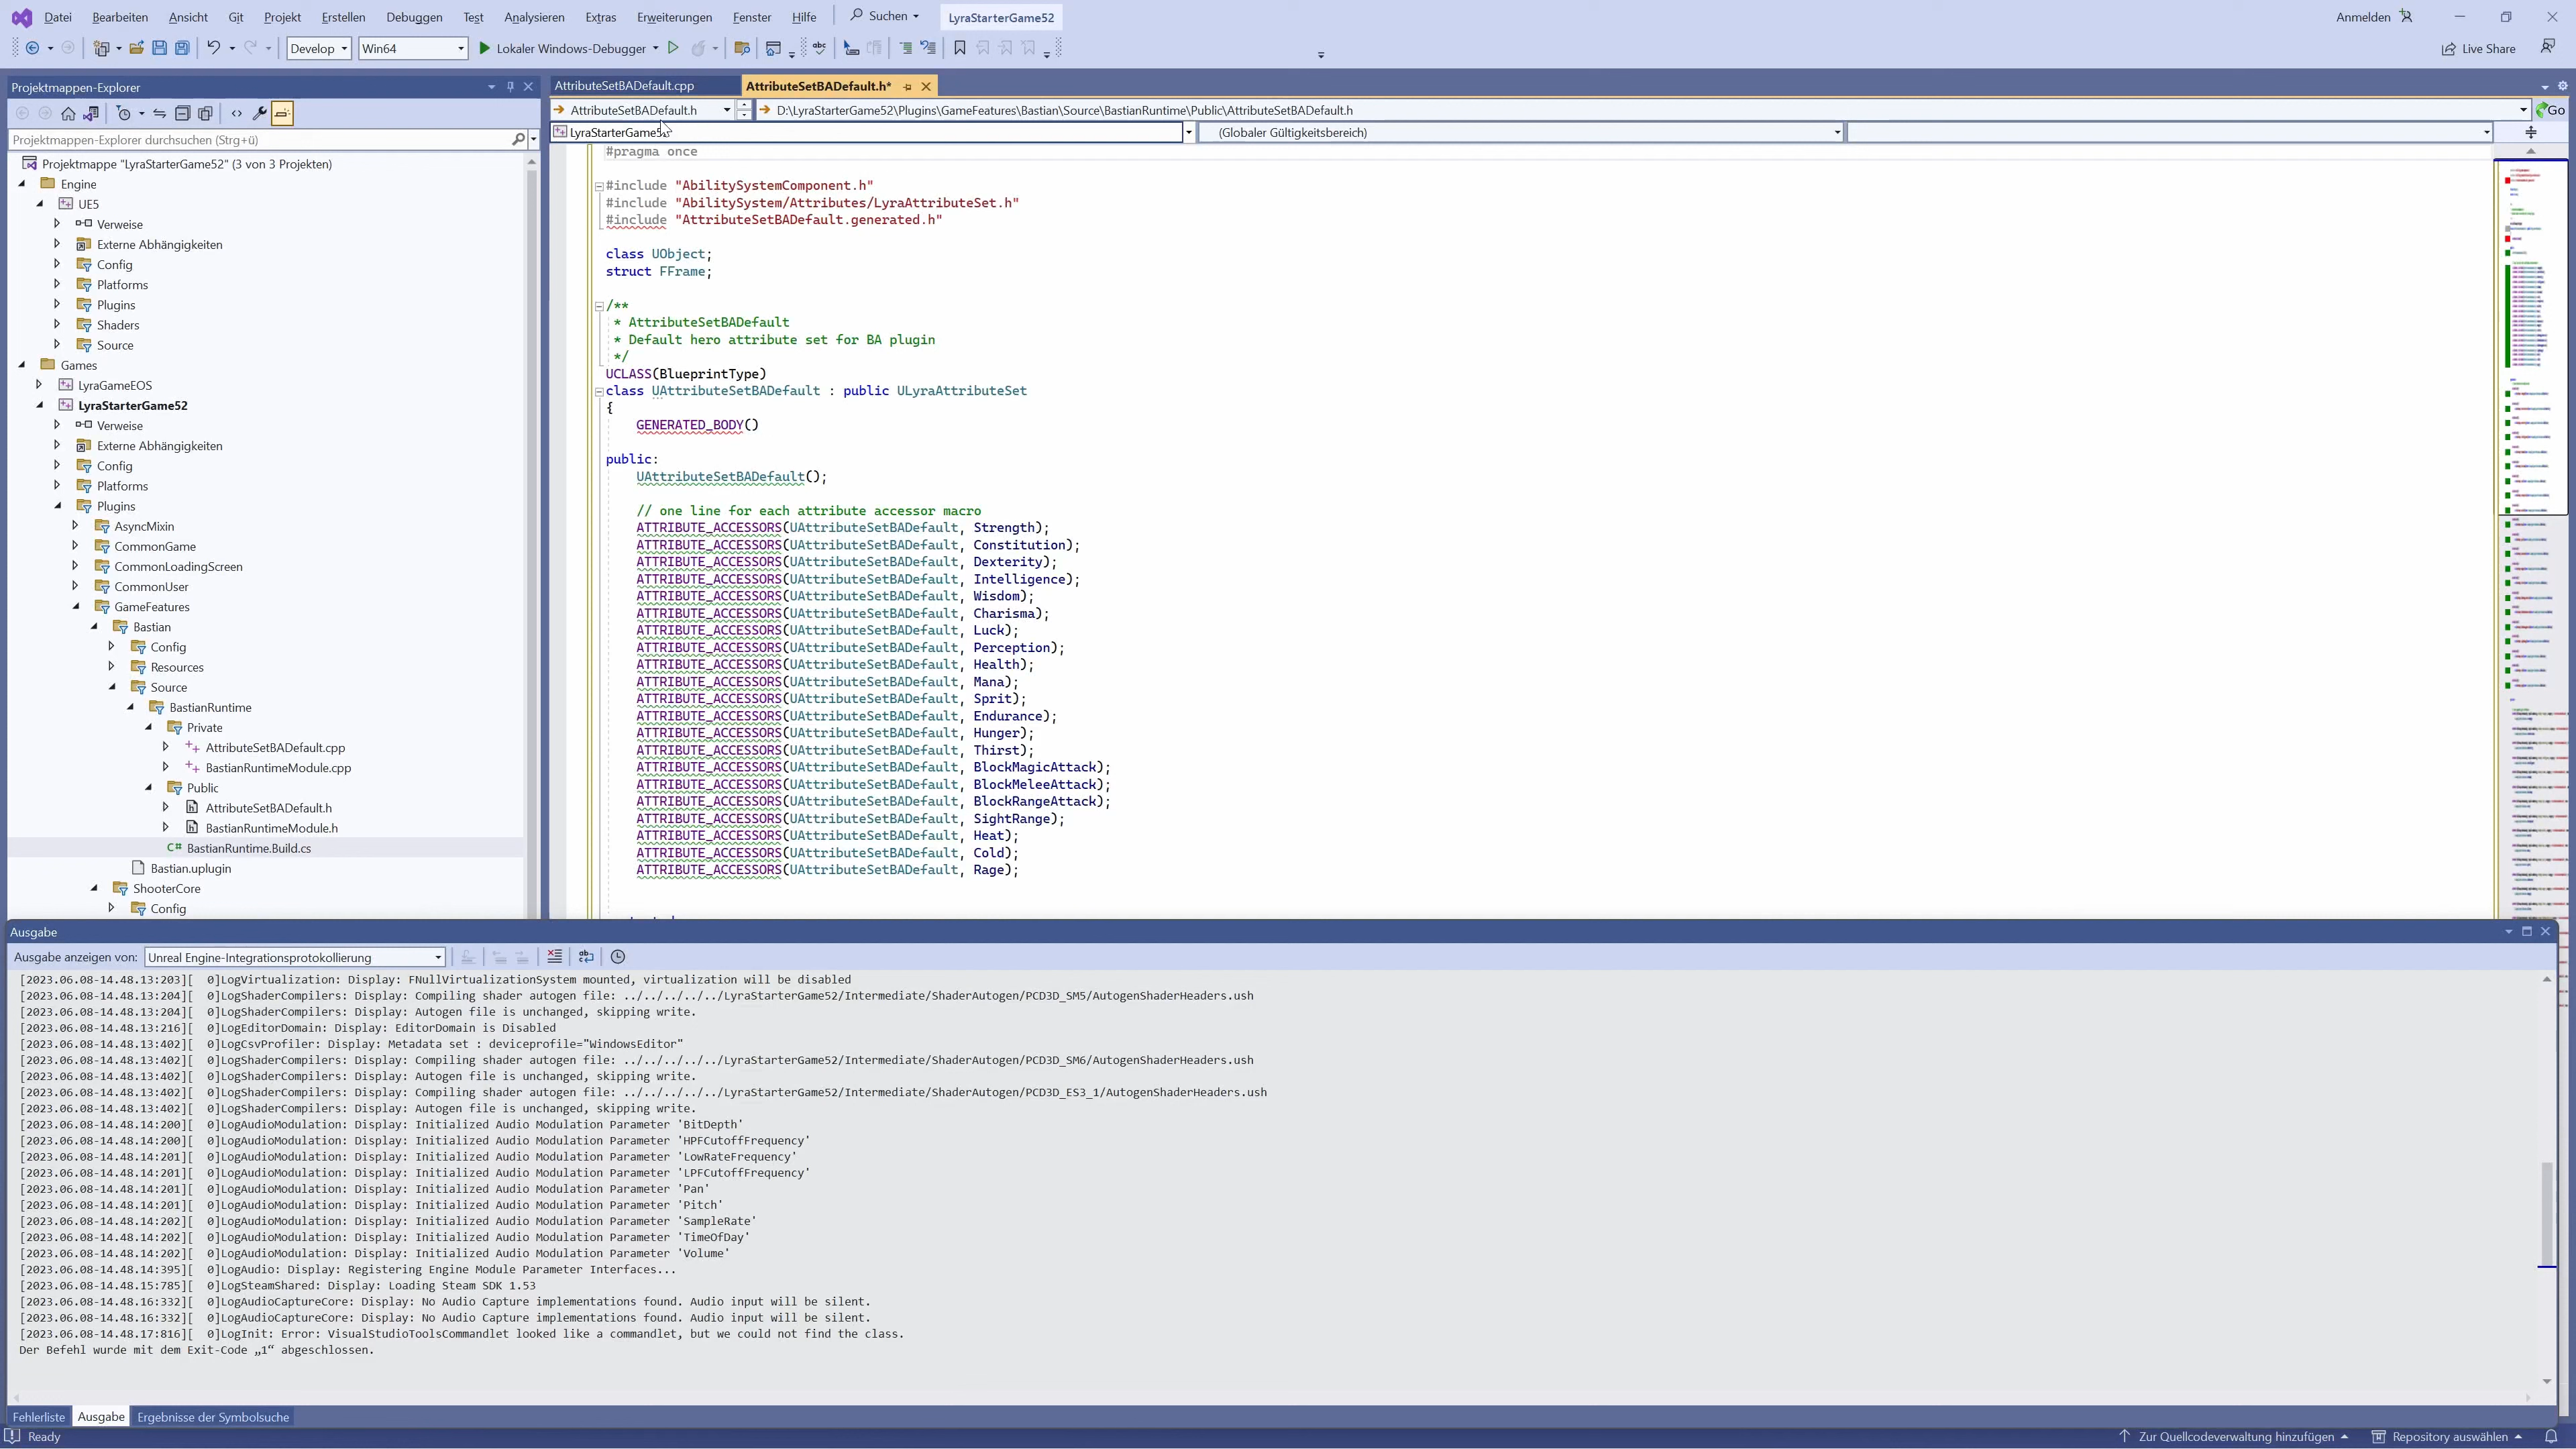 Datei Bearbeiten Ansicht Git Projekt Erstellen Debuggen Test Analysieren Extras Erweiterungen Fenster Hilfe Suchen LyraStarterGame52 Anmelden
Develop Win64 Lokaler Windows-Debugger Live Share
Projektmappen-Explorer
Projektmappen-Explorer durchsuchen (Strg+ü)
Projektmappe "LyraStarterGame52" (3 von 3 Projekten)
Engine
UE5
Verweise
Externe Abhängigkeiten
Config
Platforms
Plugins
Shaders
Source
Games
LyraGameEOS
LyraStarterGame52
Verweise
Externe Abhängigkeiten
Config
Platforms
Plugins
AsyncMixin
CommonGame
CommonLoadingScreen
CommonUser
GameFeatures
Bastian
Config
Resources
Source
BastianRuntime
Private
AttributeSetBADefault.cpp
BastianRuntimeModule.cpp
Public
AttributeSetBADefault.h
BastianRuntimeModule.h
C# BastianRuntime.Build.cs
Bastian.uplugin
ShooterCore
Config
AttributeSetBADefault.cpp AttributeSetBADefault.h*
AttributeSetBADefault.h D:\LyraStarterGame52\Plugins\GameFeatures\Bastian\Source\BastianRuntime\Public\AttributeSetBADefault.h Go
LyraStarterGame52 (Globaler Gültigkeitsbereich)
#pragma once
#include "AbilitySystemComponent.h"
#include "AbilitySystem/Attributes/LyraAttributeSet.h"
#include "AttributeSetBADefault.generated.h"
class UObject;
struct FFrame;
/**
* AttributeSetBADefault
* Default hero attribute set for BA plugin
*/
UCLASS(BlueprintType)
class UAttributeSetBADefault : public ULyraAttributeSet
{
GENERATED_BODY()
public:
UAttributeSetBADefault();
// one line for each attribute accessor macro
ATTRIBUTE_ACCESSORS(UAttributeSetBADefault, Strength);
ATTRIBUTE_ACCESSORS(UAttributeSetBADefault, Constitution);
ATTRIBUTE_ACCESSORS(UAttributeSetBADefault, Dexterity);
ATTRIBUTE_ACCESSORS(UAttributeSetBADefault, Intelligence);
ATTRIBUTE_ACCESSORS(UAttributeSetBADefault, Wisdom);
ATTRIBUTE_ACCESSORS(UAttributeSetBADefault, Charisma);
ATTRIBUTE_ACCESSORS(UAttributeSetBADefault, Luck);
ATTRIBUTE_ACCESSORS(UAttributeSetBADefault, Perception);
ATTRIBUTE_ACCESSORS(UAttributeSetBADefault, Health);
ATTRIBUTE_ACCESSORS(UAttributeSetBADefault, Mana);
ATTRIBUTE_ACCESSORS(UAttributeSetBADefault, Sprit);
ATTRIBUTE_ACCESSORS(UAttributeSetBADefault, Endurance);
ATTRIBUTE_ACCESSORS(UAttributeSetBADefault, Hunger);
ATTRIBUTE_ACCESSORS(UAttributeSetBADefault, Thirst);
ATTRIBUTE_ACCESSORS(UAttributeSetBADefault, BlockMagicAttack);
ATTRIBUTE_ACCESSORS(UAttributeSetBADefault, BlockMeleeAttack);
ATTRIBUTE_ACCESSORS(UAttributeSetBADefault, BlockRangeAttack);
ATTRIBUTE_ACCESSORS(UAttributeSetBADefault, SightRange);
ATTRIBUTE_ACCESSORS(UAttributeSetBADefault, Heat);
ATTRIBUTE_ACCESSORS(UAttributeSetBADefault, Cold);
ATTRIBUTE_ACCESSORS(UAttributeSetBADefault, Rage);
Ausgabe
Ausgabe anzeigen von: Unreal Engine-Integrationsprotokollierung
[2023.06.08-14.48.13:203][  0]LogVirtualization: Display: FNullVirtualizationSystem mounted, virtualization will be disabled
[2023.06.08-14.48.13:204][  0]LogShaderCompilers: Display: Compiling shader autogen file: ../../../../../LyraStarterGame52/Intermediate/ShaderAutogen/PCD3D_SM5/AutogenShaderHeaders.ush
[2023.06.08-14.48.13:204][  0]LogShaderCompilers: Display: Autogen file is unchanged, skipping write.
[2023.06.08-14.48.13:216][  0]LogEditorDomain: Display: EditorDomain is Disabled
[2023.06.08-14.48.13:402][  0]LogCsvProfiler: Display: Metadata set : deviceprofile="WindowsEditor"
[2023.06.08-14.48.13:402][  0]LogShaderCompilers: Display: Compiling shader autogen file: ../../../../../LyraStarterGame52/Intermediate/ShaderAutogen/PCD3D_SM6/AutogenShaderHeaders.ush
[2023.06.08-14.48.13:402][  0]LogShaderCompilers: Display: Autogen file is unchanged, skipping write.
[2023.06.08-14.48.13:402][  0]LogShaderCompilers: Display: Compiling shader autogen file: ../../../../../LyraStarterGame52/Intermediate/ShaderAutogen/PCD3D_ES3_1/AutogenShaderHeaders.ush
[2023.06.08-14.48.13:402][  0]LogShaderCompilers: Display: Autogen file is unchanged, skipping write.
[2023.06.08-14.48.14:200][  0]LogAudioModulation: Display: Initialized Audio Modulation Parameter 'BitDepth'
[2023.06.08-14.48.14:200][  0]LogAudioModulation: Display: Initialized Audio Modulation Parameter 'HPFCutoffFrequency'
[2023.06.08-14.48.14:201][  0]LogAudioModulation: Display: Initialized Audio Modulation Parameter 'LowRateFrequency'
[2023.06.08-14.48.14:201][  0]LogAudioModulation: Display: Initialized Audio Modulation Parameter 'LPFCutoffFrequency'
[2023.06.08-14.48.14:201][  0]LogAudioModulation: Display: Initialized Audio Modulation Parameter 'Pan'
[2023.06.08-14.48.14:201][  0]LogAudioModulation: Display: Initialized Audio Modulation Parameter 'Pitch'
[2023.06.08-14.48.14:202][  0]LogAudioModulation: Display: Initialized Audio Modulation Parameter 'SampleRate'
[2023.06.08-14.48.14:202][  0]LogAudioModulation: Display: Initialized Audio Modulation Parameter 'TimeOfDay'
[2023.06.08-14.48.14:202][  0]LogAudioModulation: Display: Initialized Audio Modulation Parameter 'Volume'
[2023.06.08-14.48.14:395][  0]LogAudio: Display: Registering Engine Module Parameter Interfaces...
[2023.06.08-14.48.15:785][  0]LogSteamShared: Display: Loading Steam SDK 1.53
[2023.06.08-14.48.16:332][  0]LogAudioCaptureCore: Display: No Audio Capture implementations found. Audio input will be silent.
[2023.06.08-14.48.16:332][  0]LogAudioCaptureCore: Display: No Audio Capture implementations found. Audio input will be silent.
[2023.06.08-14.48.17:816][  0]LogInit: Error: VisualStudioToolsCommandlet looked like a commandlet, but we could not find the class.
Der Befehl wurde mit dem Exit-Code „1“ abgeschlossen.
Fehlerliste Ausgabe Ergebnisse der Symbolsuche
Ready Zur Quellcodeverwaltung hinzufügen Repository auswählen